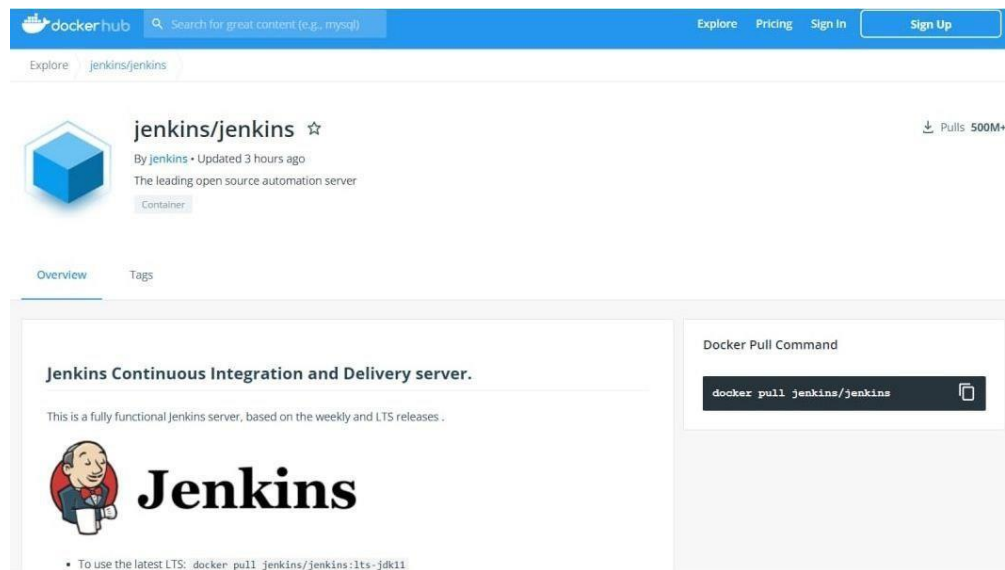 dockerhub Search for great content (e.g., mysql) Explore Pricing Sign In Sign Up
Explore jenkins/jenkins
jenkins/jenkins
Pulls 500M+
By jenkins • Updated 3 hours ago
The leading open source automation server
Container
Overview Tags
Docker Pull Command
docker pull jenkins/jenkins
Jenkins Continuous Integration and Delivery server.
This is a fully functional Jenkins server, based on the weekly and LTS releases .
Jenkins
• To use the latest LTS: docker pull jenkins/jenkins:lts-jdk11